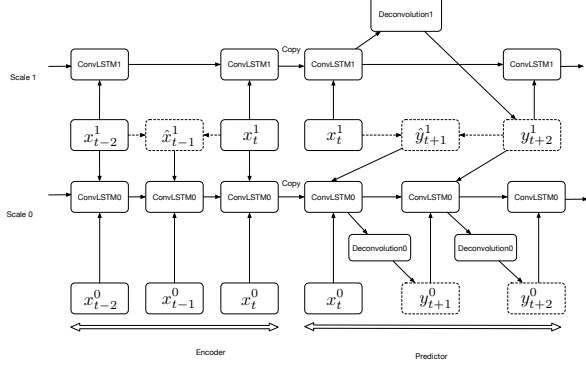 Deconvolution1
Copy
ConvLSTM1 ConvLSTM1 ConvLSTM1 ConvLSTM1
Scale 1
$x^1_{t-2}$ $\hat{x}^1_{t-1}$ $x^1_t$ $x^1_t$ $\hat{y}^1_{t+1}$ $y^1_{t+2}$
Copy
ConvLSTM0 ConvLSTM0 ConvLSTM0 ConvLSTM0 ConvLSTM0 ConvLSTM0
Scale 0
Deconvolution0 Deconvolution0
$x^0_{t-2}$ $x^0_{t-1}$ $x^0_t$ $x^0_t$ $y^0_{t+1}$ $y^0_{t+2}$
Encoder Predictor